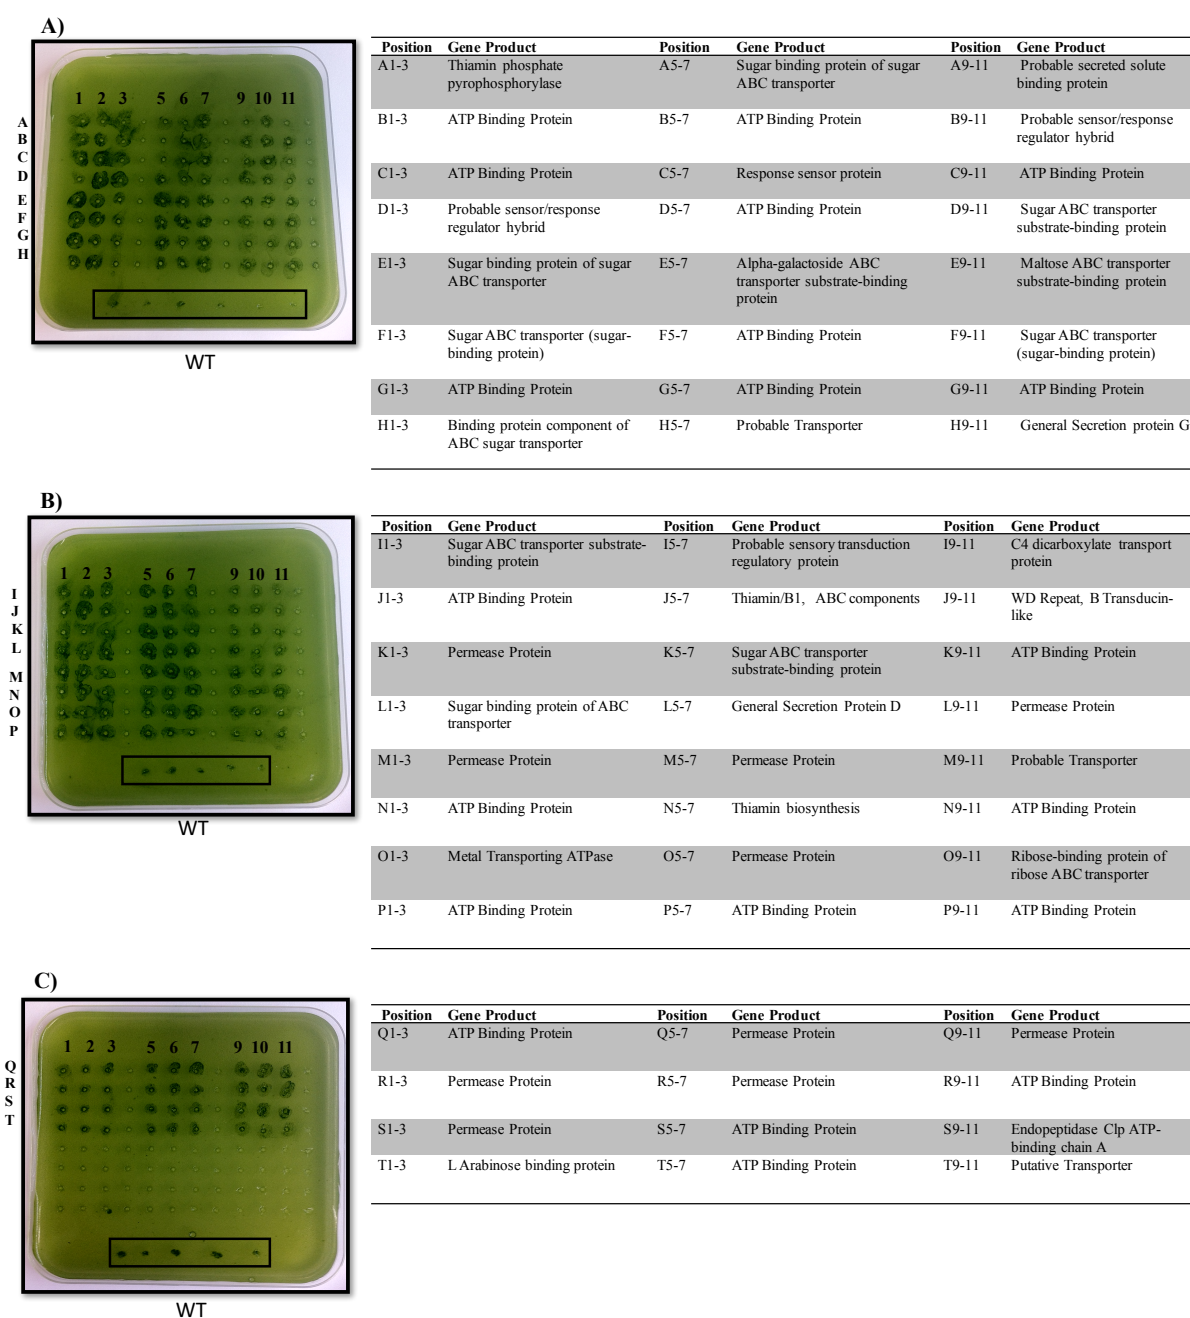 A)
1 2 3 5 6 7 9 10 11
A
B
C
D
E
F
G
H
WT
Position Gene Product Position Gene Product Position Gene Product
A1-3 Thiamin phosphate A5-7 Sugar binding protein of sugar A9-11 Probable secreted solute
pyrophosphorylase ABC transporter binding protein
B1-3 ATP Binding Protein B5-7 ATP Binding Protein B9-11 Probable sensor/response
regulator hybrid
C1-3 ATP Binding Protein C5-7 Response sensor protein C9-11 ATP Binding Protein
D1-3 Probable sensor/response D5-7 ATP Binding Protein D9-11 Sugar ABC transporter
regulator hybrid substrate-binding protein
E1-3 Sugar binding protein of sugar E5-7 Alpha-galactoside ABC E9-11 Maltose ABC transporter
ABC transporter transporter substrate-binding substrate-binding protein
protein
F1-3 Sugar ABC transporter (sugar- F5-7 ATP Binding Protein F9-11 Sugar ABC transporter
binding protein) (sugar-binding protein)
G1-3 ATP Binding Protein G5-7 ATP Binding Protein G9-11 ATP Binding Protein
H1-3 Binding protein component of H5-7 Probable Transporter H9-11 General Secretion protein G
ABC sugar transporter
B)
1 2 3 5 6 7 9 10 11
I
J
K
L
M
N
O
P
WT
Position Gene Product Position Gene Product Position Gene Product
I1-3 Sugar ABC transporter substrate- I5-7 Probable sensory transduction I9-11 C4 dicarboxylate transport
binding protein regulatory protein protein
J1-3 ATP Binding Protein J5-7 Thiamin/B1, ABC components J9-11 WD Repeat, B Transducin-
like
K1-3 Permease Protein K5-7 Sugar ABC transporter K9-11 ATP Binding Protein
substrate-binding protein
L1-3 Sugar binding protein of ABC L5-7 General Secretion Protein D L9-11 Permease Protein
transporter
M1-3 Permease Protein M5-7 Permease Protein M9-11 Probable Transporter
N1-3 ATP Binding Protein N5-7 Thiamin biosynthesis N9-11 ATP Binding Protein
O1-3 Metal Transporting ATPase O5-7 Permease Protein O9-11 Ribose-binding protein of
ribose ABC transporter
P1-3 ATP Binding Protein P5-7 ATP Binding Protein P9-11 ATP Binding Protein
C)
1 2 3 5 6 7 9 10 11
Q
R
S
T
WT
Position Gene Product Position Gene Product Position Gene Product
Q1-3 ATP Binding Protein Q5-7 Permease Protein Q9-11 Permease Protein
R1-3 Permease Protein R5-7 Permease Protein R9-11 ATP Binding Protein
S1-3 Permease Protein S5-7 ATP Binding Protein S9-11 Endopeptidase Clp ATP-
binding chain A
T1-3 L Arabinose binding protein T5-7 ATP Binding Protein T9-11 Putative Transporter